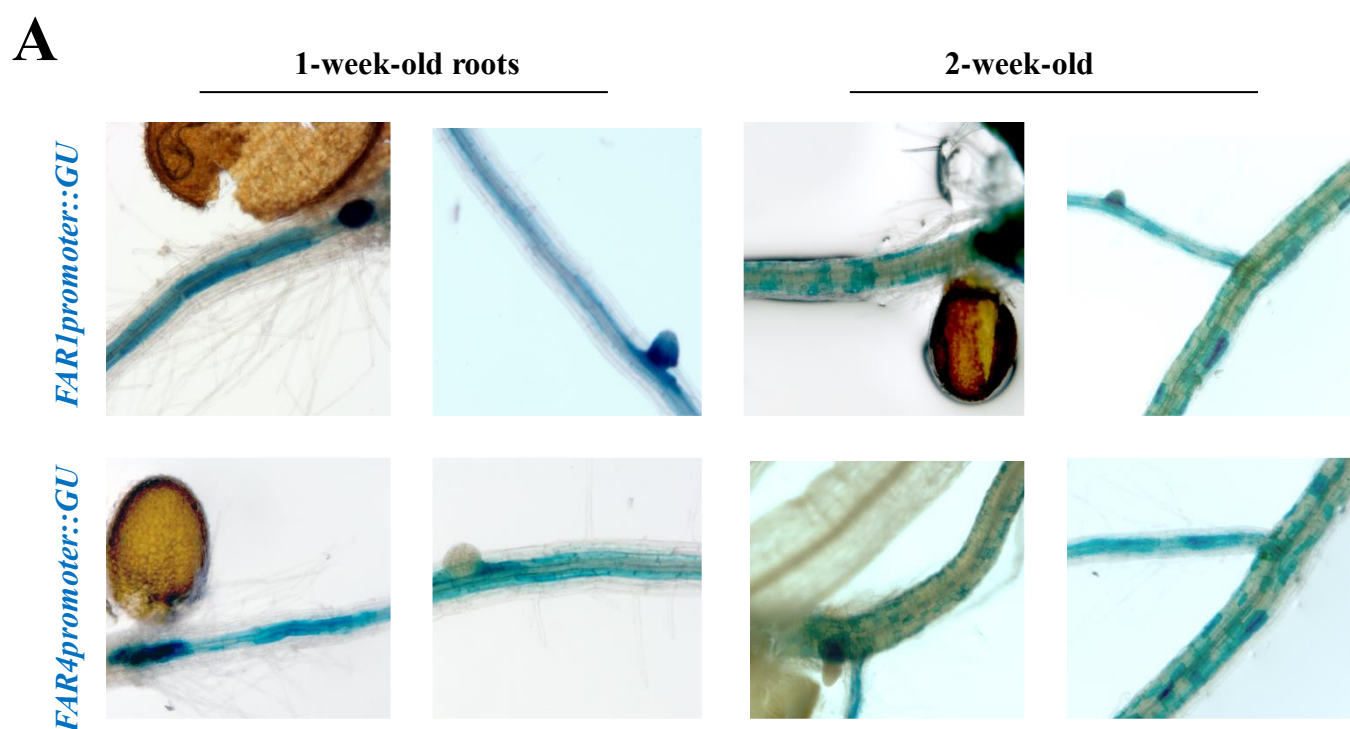 A
1-week-old roots
2-week-old
FAR1promoter::GU
FAR4promoter::GU